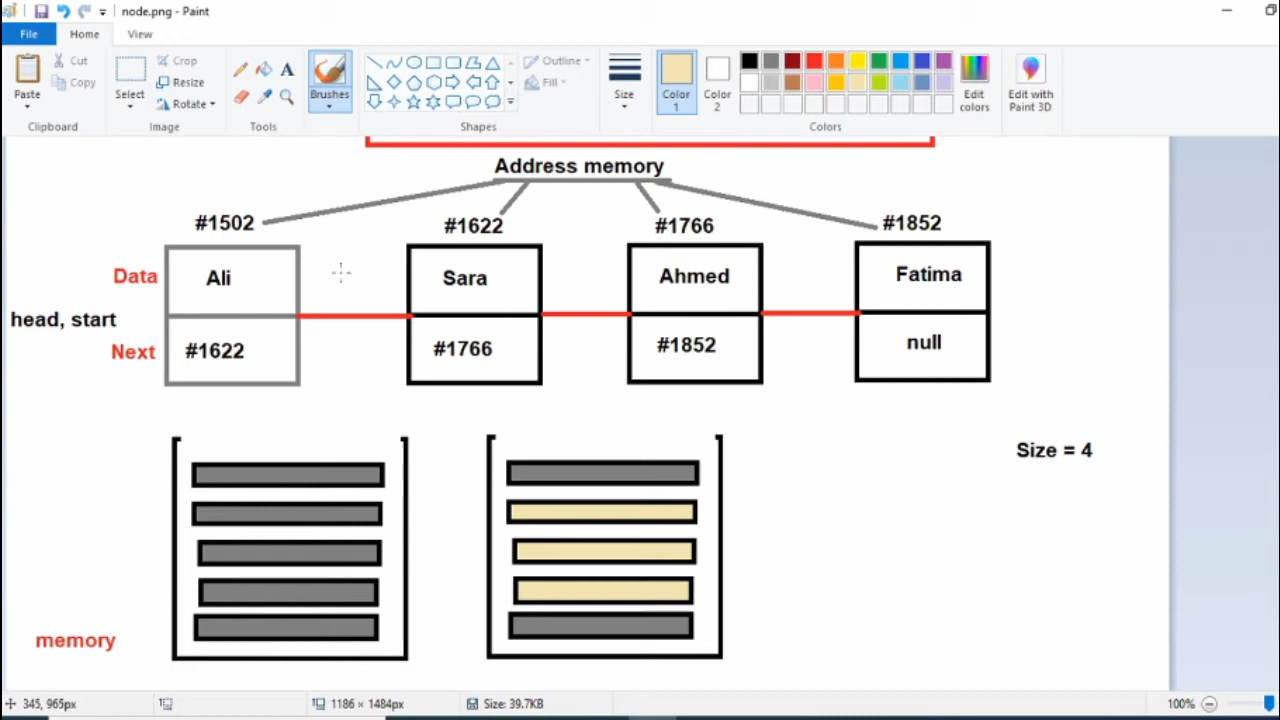 node.png - Paint
File Home View
Paste
Cut
Copy
Clipboard
Select
Crop
Resize
Rotate
Image
A
Tools
Brushes
Shapes
Outline
Fill
Size
Color 1
Color 2
Colors
Edit colors
Edit with Paint 3D
Address memory
#1502 #1622 #1766 #1852
Data Ali Sara Ahmed Fatima
head, start
Next #1622 #1766 #1852 null
Size = 4
memory
345, 965px 1186 × 1484px Size: 39.7KB 100%